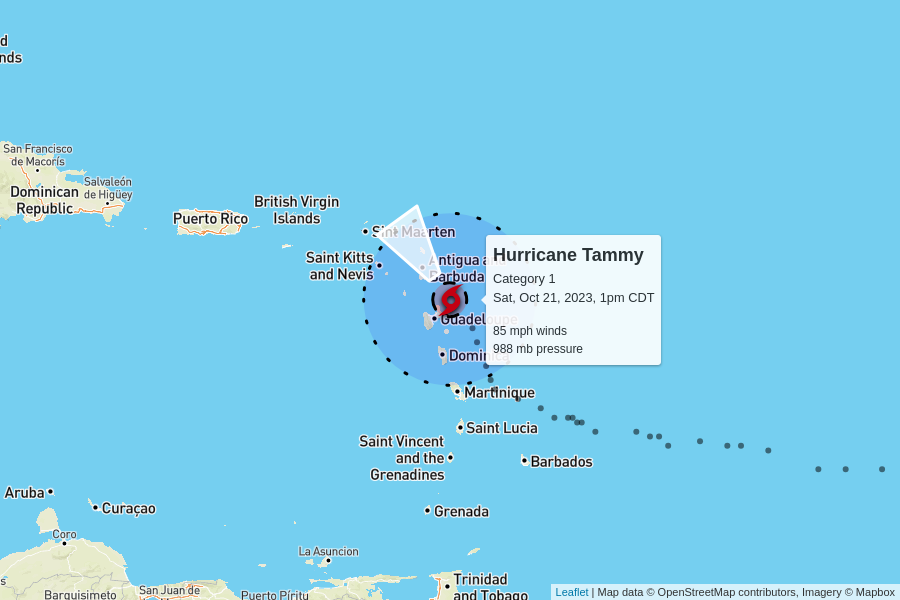 d
nds
San Francisco
de Macorís
Salvaleón
de Higüey
Dominican
Republic
Puerto Rico
British Virgin
Islands
Sint Maarten
Saint Kitts
and Nevis
Antigua and
Barbuda
Hurricane Tammy
Category 1
Sat, Oct 21, 2023, 1pm CDT
85 mph winds
988 mb pressure
Guadeloupe
Dominica
Martinique
Saint Lucia
Saint Vincent
and the
Grenadines
Barbados
Aruba
Curaçao
Grenada
Coro
La Asuncion
s
Barquisimeto
San Juan de
Puerto Píritu
Trinidad
and Tobago
Leaflet | Map data © OpenStreetMap contributors, Imagery © Mapbox